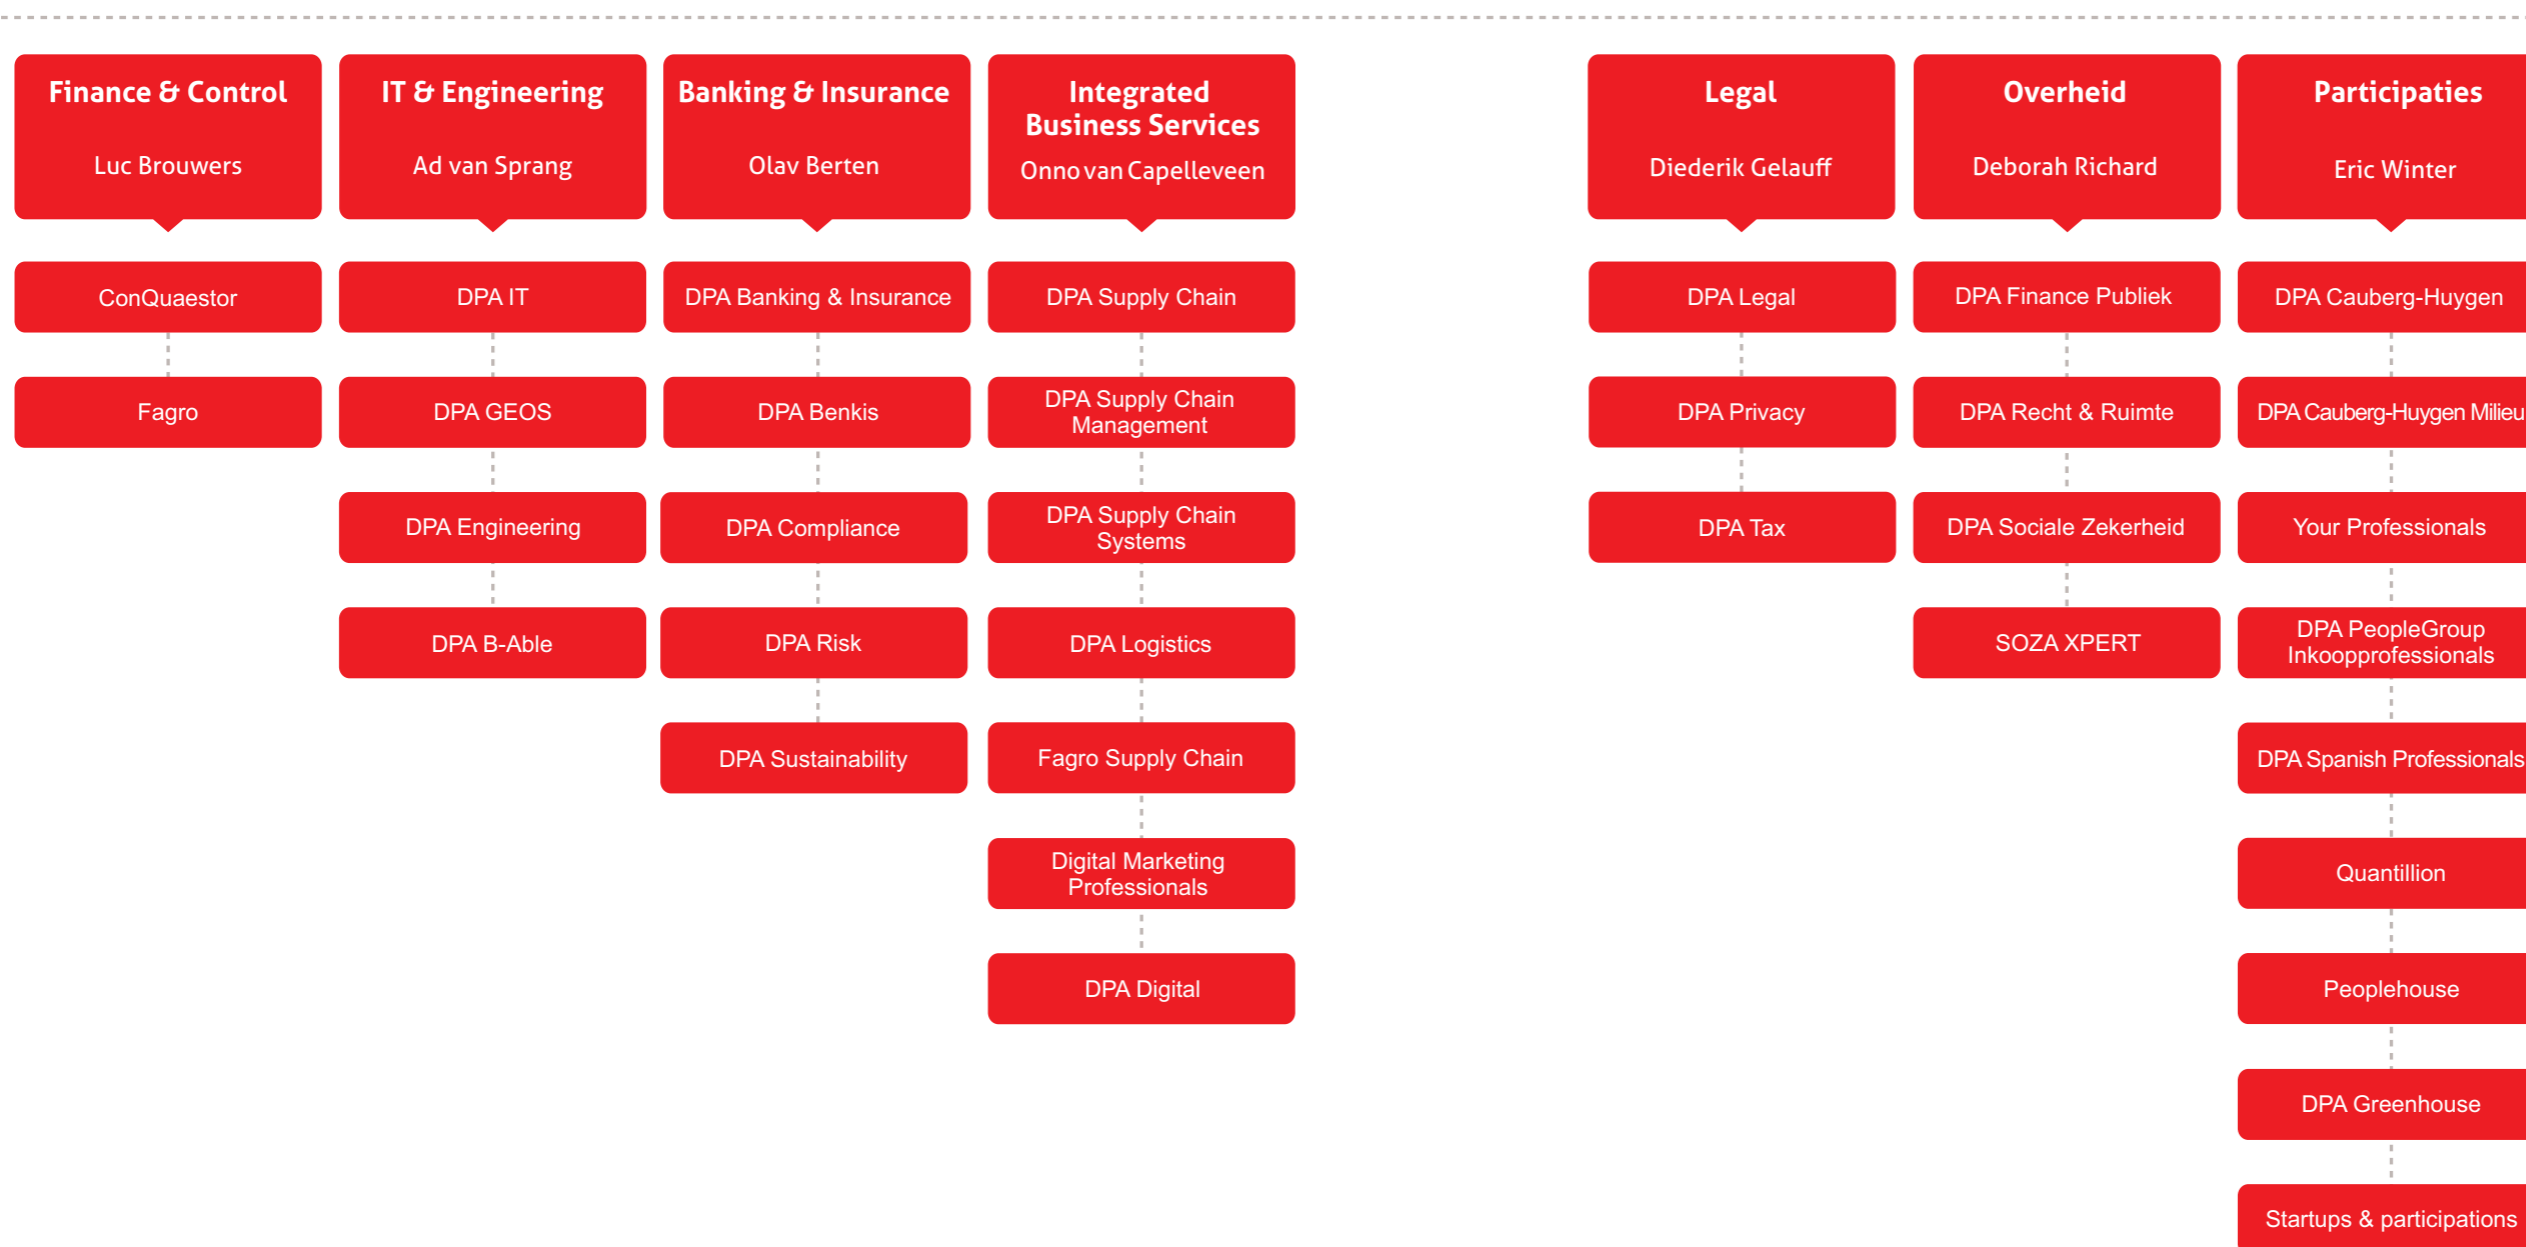 Finance & Control
Luc Brouwers
ConQuaestor
Fagro
IT & Engineering
Ad van Sprang
DPA IT
DPA GEOS
DPA Engineering
DPA B-Able
Banking & Insurance
Olav Berten
DPA Banking & Insurance
DPA Benkis
DPA Compliance
DPA Risk
DPA Sustainability
Integrated
Business Services
Onno van Capelleveen
DPA Supply Chain
DPA Supply Chain
Management
DPA Supply Chain
Systems
DPA Logistics
Fagro Supply Chain
Digital Marketing
Professionals
DPA Digital
Legal
Diederik Gelauff
DPA Legal
DPA Privacy
DPA Tax
Overheid
Deborah Richard
DPA Finance Publiek
DPA Recht & Ruimte
DPA Sociale Zekerheid
SOZA XPERT
Participaties
Eric Winter
DPA Cauberg-Huygen
DPA Cauberg-Huygen Milieu
Your Professionals
DPA PeopleGroup
Inkoopprofessionals
DPA Spanish Professionals
Quantillion
Peoplehouse
DPA Greenhouse
Startups & participations